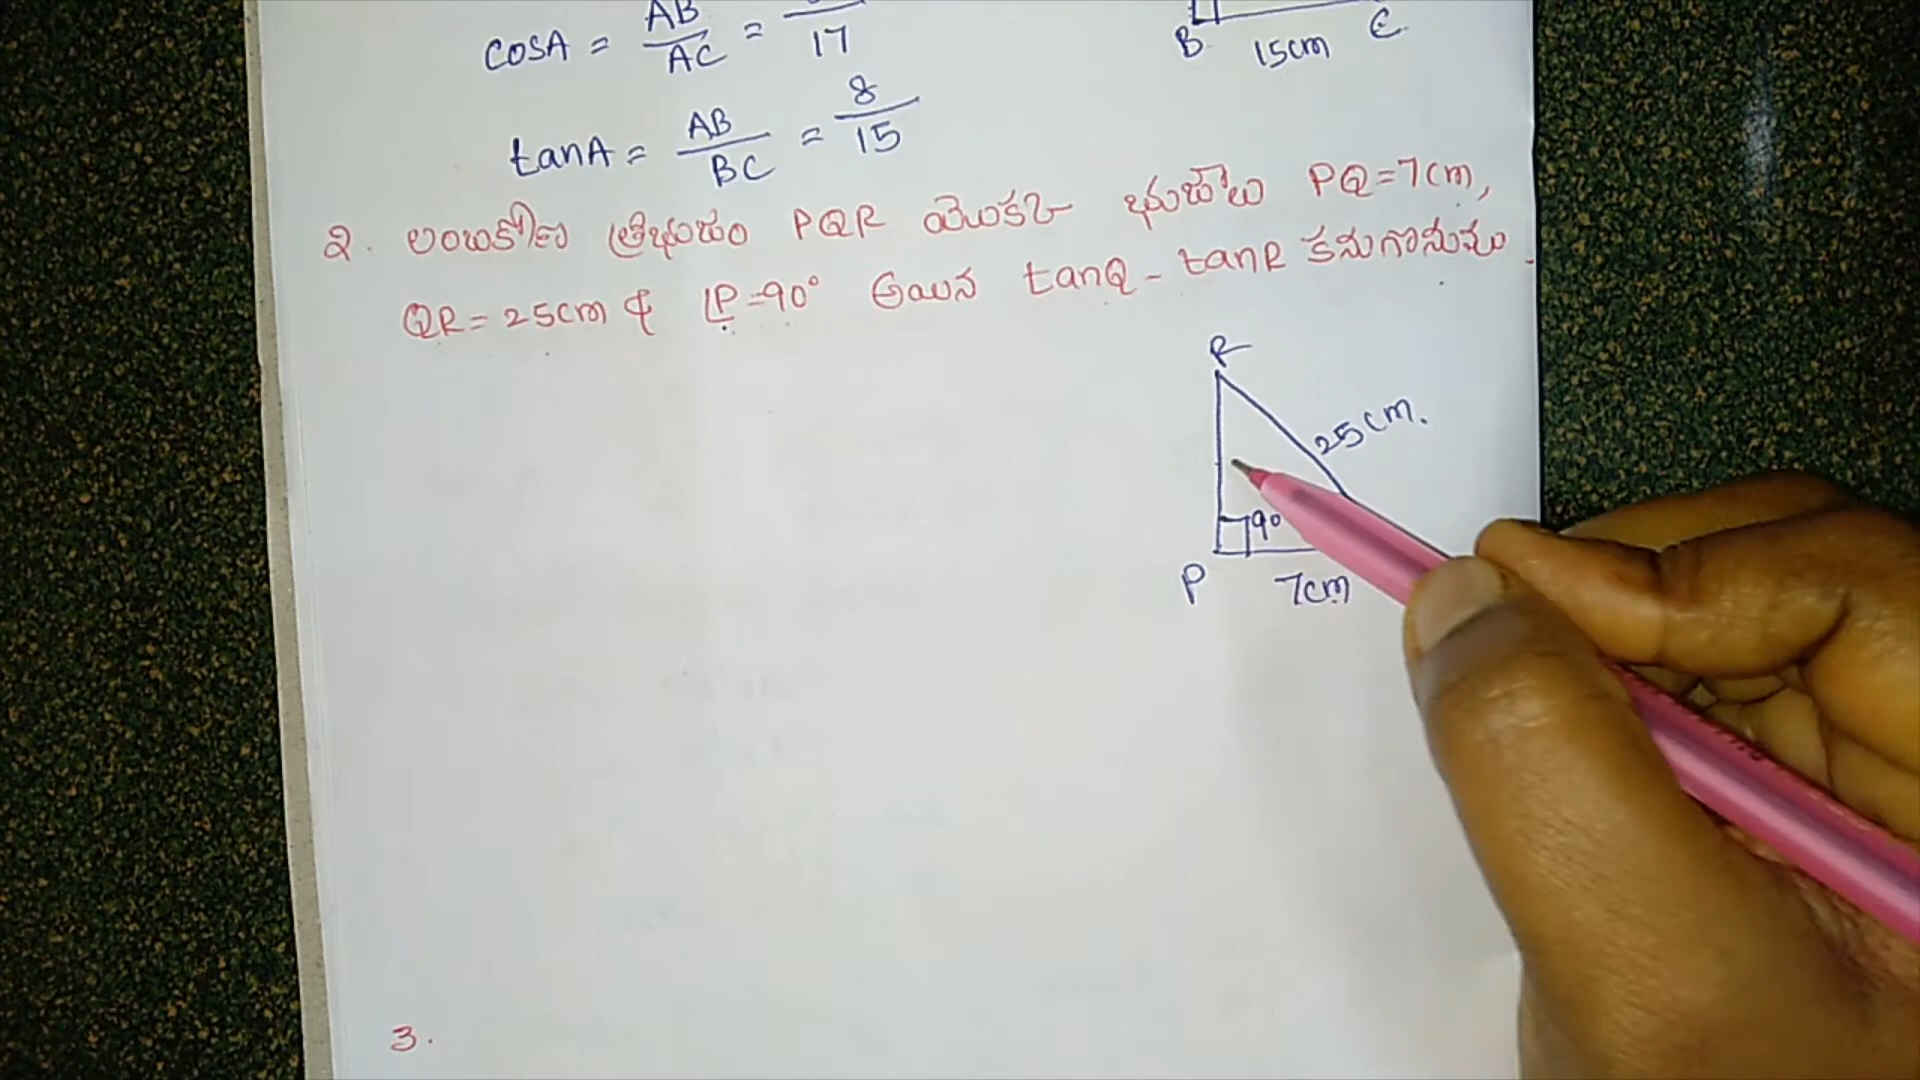 cosA = AB/AC = /17
B 15cm C
tanA = AB/BC = 8/15
2. లంబకోణ త్రిభుజం PQR యొక్క భుజాలు PQ=7cm,
QR=25cm & ∠P=90° అయిన tanQ - tanR కనుగొనుము.
R
25cm.
90
P 7cm
3.